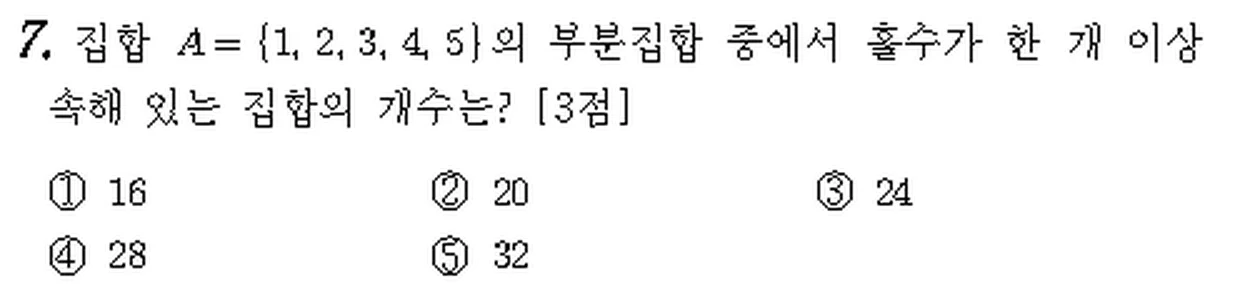 7. 집합 A = {1, 2, 3, 4, 5}의 부분집합 중에서 홀수가 한 개 이상
속해 있는 집합의 개수는? [3점]
① 16 ② 20 ③ 24
④ 28 ⑤ 32